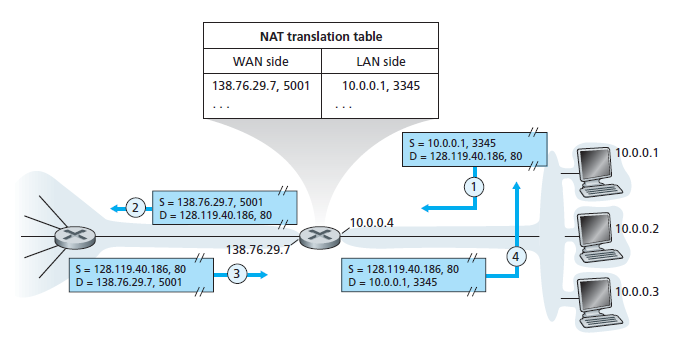 NAT translation table
WAN side
LAN side
138.76.29.7, 5001
10.0.0.1, 3345
. . .
. . .
S = 10.0.0.1, 3345
D = 128.119.40.186, 80
10.0.0.1
1
S = 138.76.29.7, 5001
D = 128.119.40.186, 80
2
10.0.0.4
10.0.0.2
138.76.29.7
4
S = 128.119.40.186, 80
D = 138.76.29.7, 5001
3
S = 128.119.40.186, 80
D = 10.0.0.1, 3345
10.0.0.3